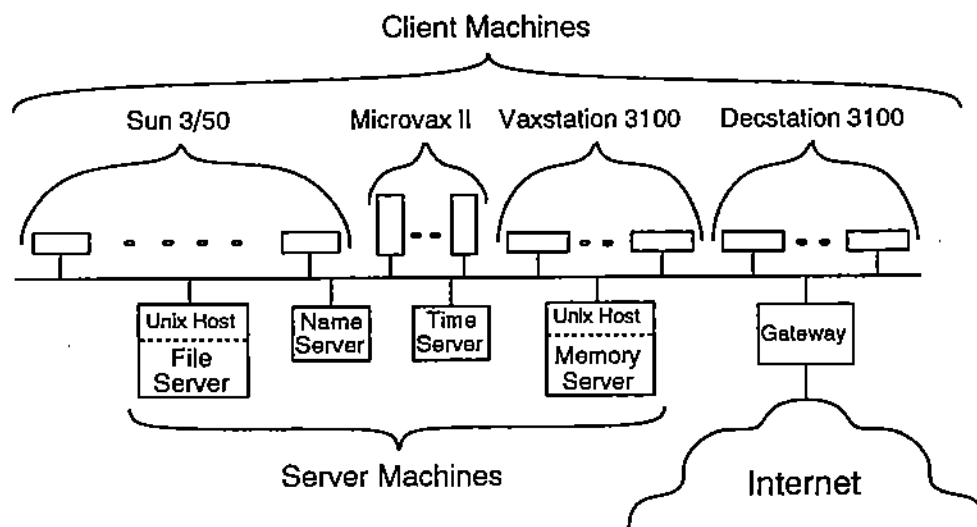 Client Machines
Sun 3/50
Microvax II
Vaxstation 3100
Decstation 3100
Unix Host
File
Server
Name
Server
Time
Server
Unix Host
Memory
Server
Gateway
Server Machines
Internet